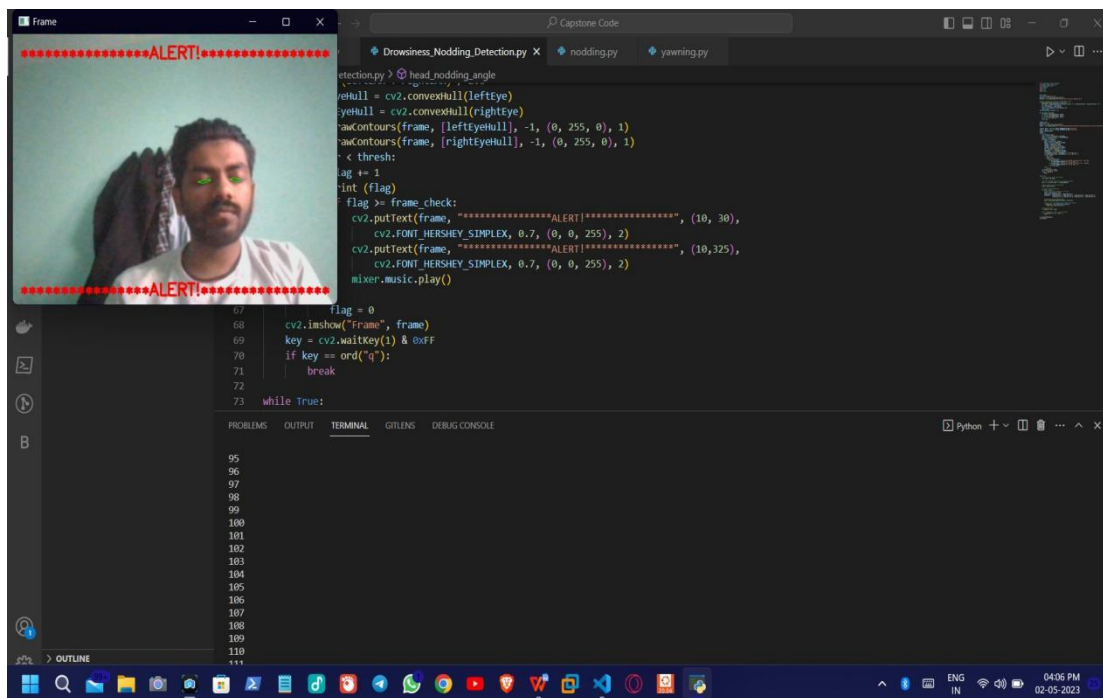 Frame
Capstone Code
****************ALERT!****************
Drowsiness_Nodding_Detection.py
nodding.py
yawning.py
etection.py > head_nodding_angle
yeHull = cv2.convexHull(leftEye)
EyeHull = cv2.convexHull(rightEye)
rawContours(frame, [leftEyeHull], -1, (0, 255, 0), 1)
rawContours(frame, [rightEyeHull], -1, (0, 255, 0), 1)
< thresh:
lag += 1
rint (flag)
flag >= frame_check:
cv2.putText(frame, "****************ALERT!****************", (10, 30),
cv2.FONT_HERSHEY_SIMPLEX, 0.7, (0, 0, 255), 2)
cv2.putText(frame, "****************ALERT!****************", (10,325),
cv2.FONT_HERSHEY_SIMPLEX, 0.7, (0, 0, 255), 2)
mixer.music.play()
****************ALERT!****************
67 flag = 0
68 cv2.imshow("Frame", frame)
69 key = cv2.waitKey(1) & 0xFF
70 if key == ord("q"):
71 break
72
73 while True:
PROBLEMS OUTPUT TERMINAL GITLENS DEBUG CONSOLE
Python
95
96
97
98
99
100
101
102
103
104
105
106
107
108
109
110
111
OUTLINE
ENG
IN
04:06 PM
02-05-2023